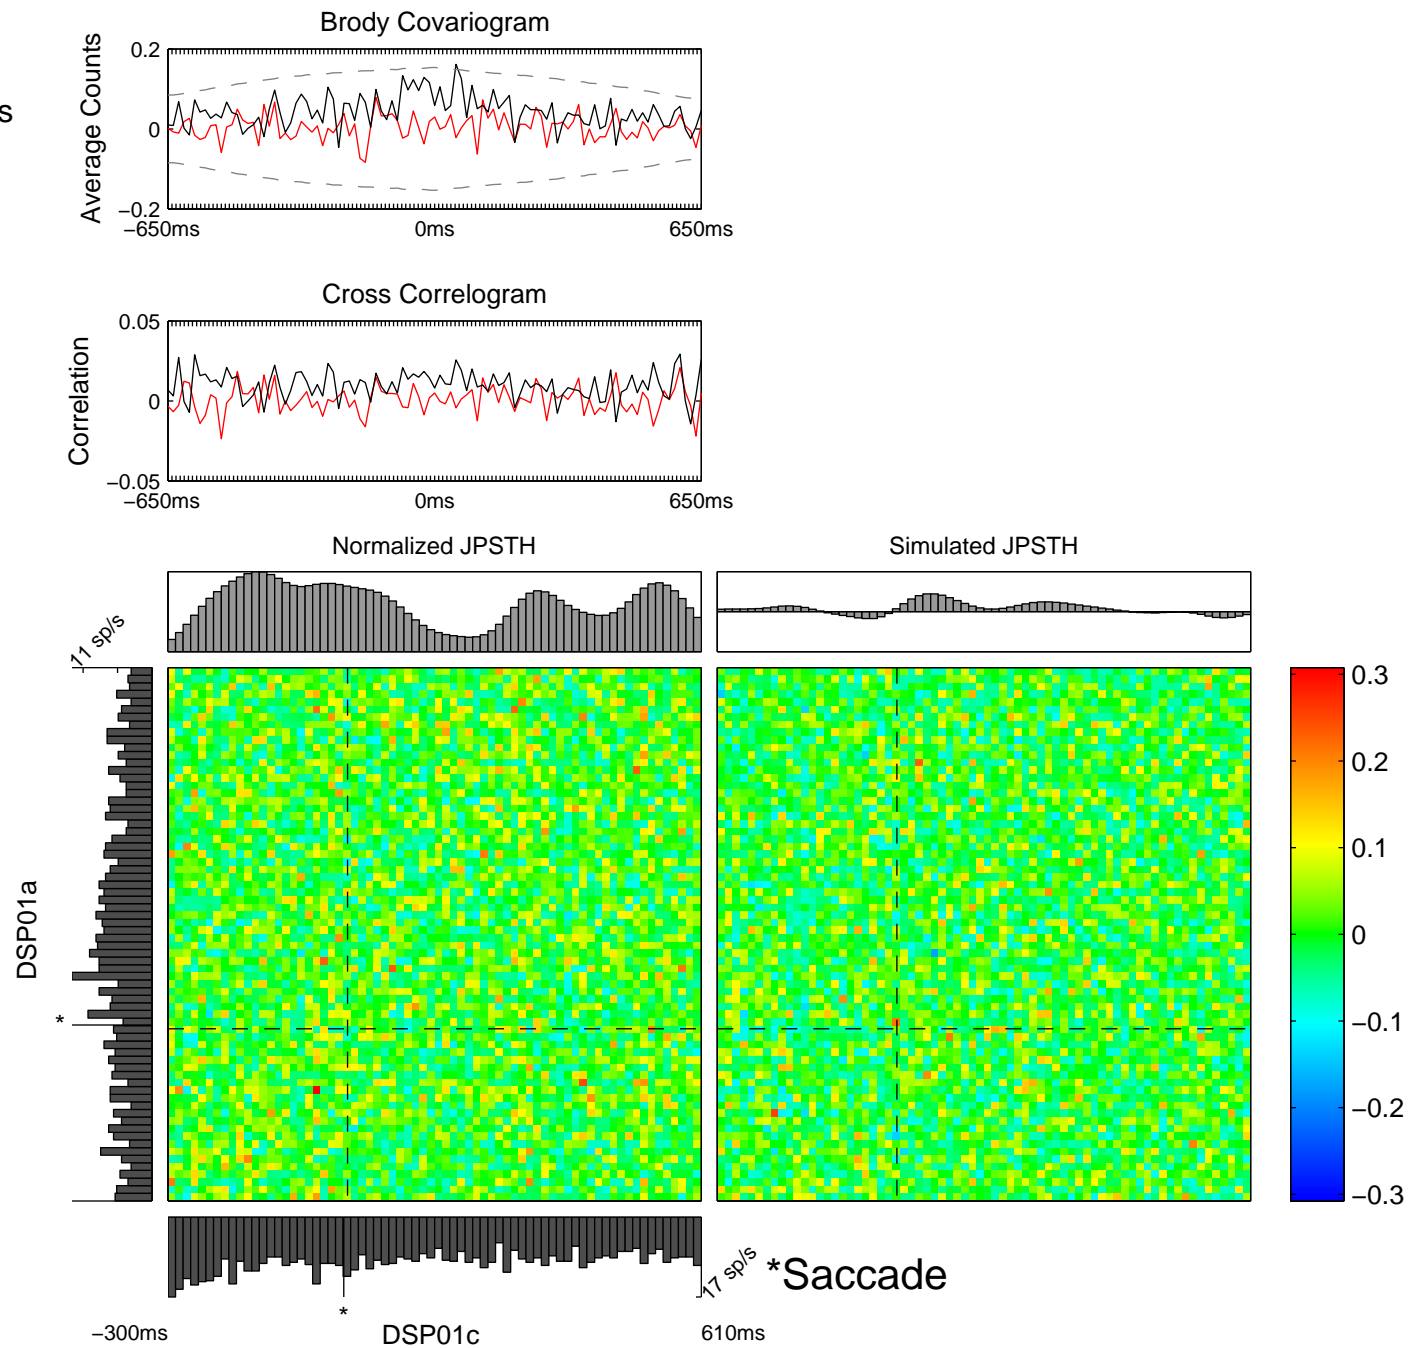 Brody Covariogram
Average Counts
s
0.2
0
−0.2
−650ms
0ms
650ms
Cross Correlogram
Correlation
0.05
0
−0.05
−650ms
0ms
650ms
Normalized JPSTH
Simulated JPSTH
11 sp/s
DSP01a
*
0.3
0.2
0.1
0
−0.1
−0.2
−0.3
17 sp/s
*Saccade
*
−300ms
DSP01c
610ms